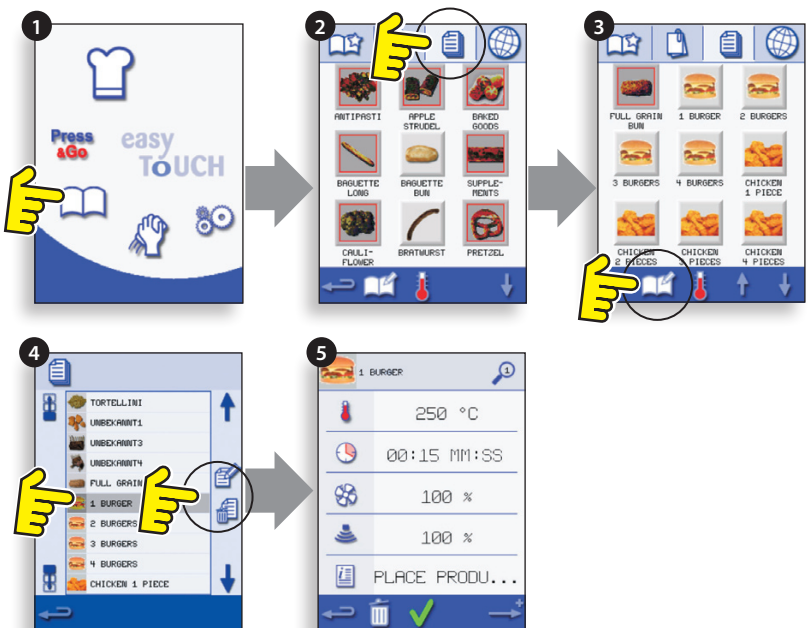 1
Press
&Go
easy
ToUCH
2
ANTIPASTI
APPLE
STRUDEL
BAKED
GOODS
BAGUETTE
LONG
BAGUETTE
BUN
SUPPLE-
MENTS
CAULI-
FLOWER
BRATWURST
PRETZEL
3
FULL GRAIN
BUN
1 BURGER
2 BURGERS
3 BURGERS
4 BURGERS
CHICKEN
1 PIECE
CHICKEN
2 PIECES
CHICKEN
3 PIECES
CHICKEN
4 PIECES
4
TORTELLINI
UNBEKANNT1
UNBEKANNT3
UNBEKANNT4
FULL GRAIN
1 BURGER
2 BURGERS
3 BURGERS
4 BURGERS
CHICKEN 1 PIECE
5
1 BURGER
1
250 °C
00:15 MM:SS
100 %
100 %
PLACE PRODU...